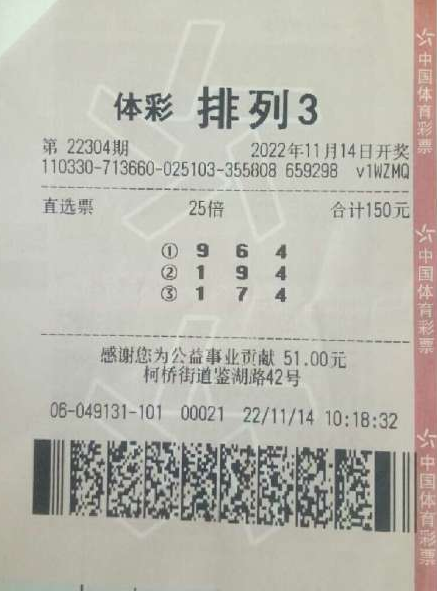 体彩 排列3
第 22304期 2022年11月14日开奖
110330-713660-025103-355808 659298 v1WZMQ
直选票 25倍 合计150元
① 9 6 4
② 1 9 4
③ 1 7 4
感谢您为公益事业贡献 51.00元
柯桥街道鉴湖路42号
06-049131-101 00021 22/11/14 10:18:32
中国体育彩票
中国体育彩票
中国体育彩票